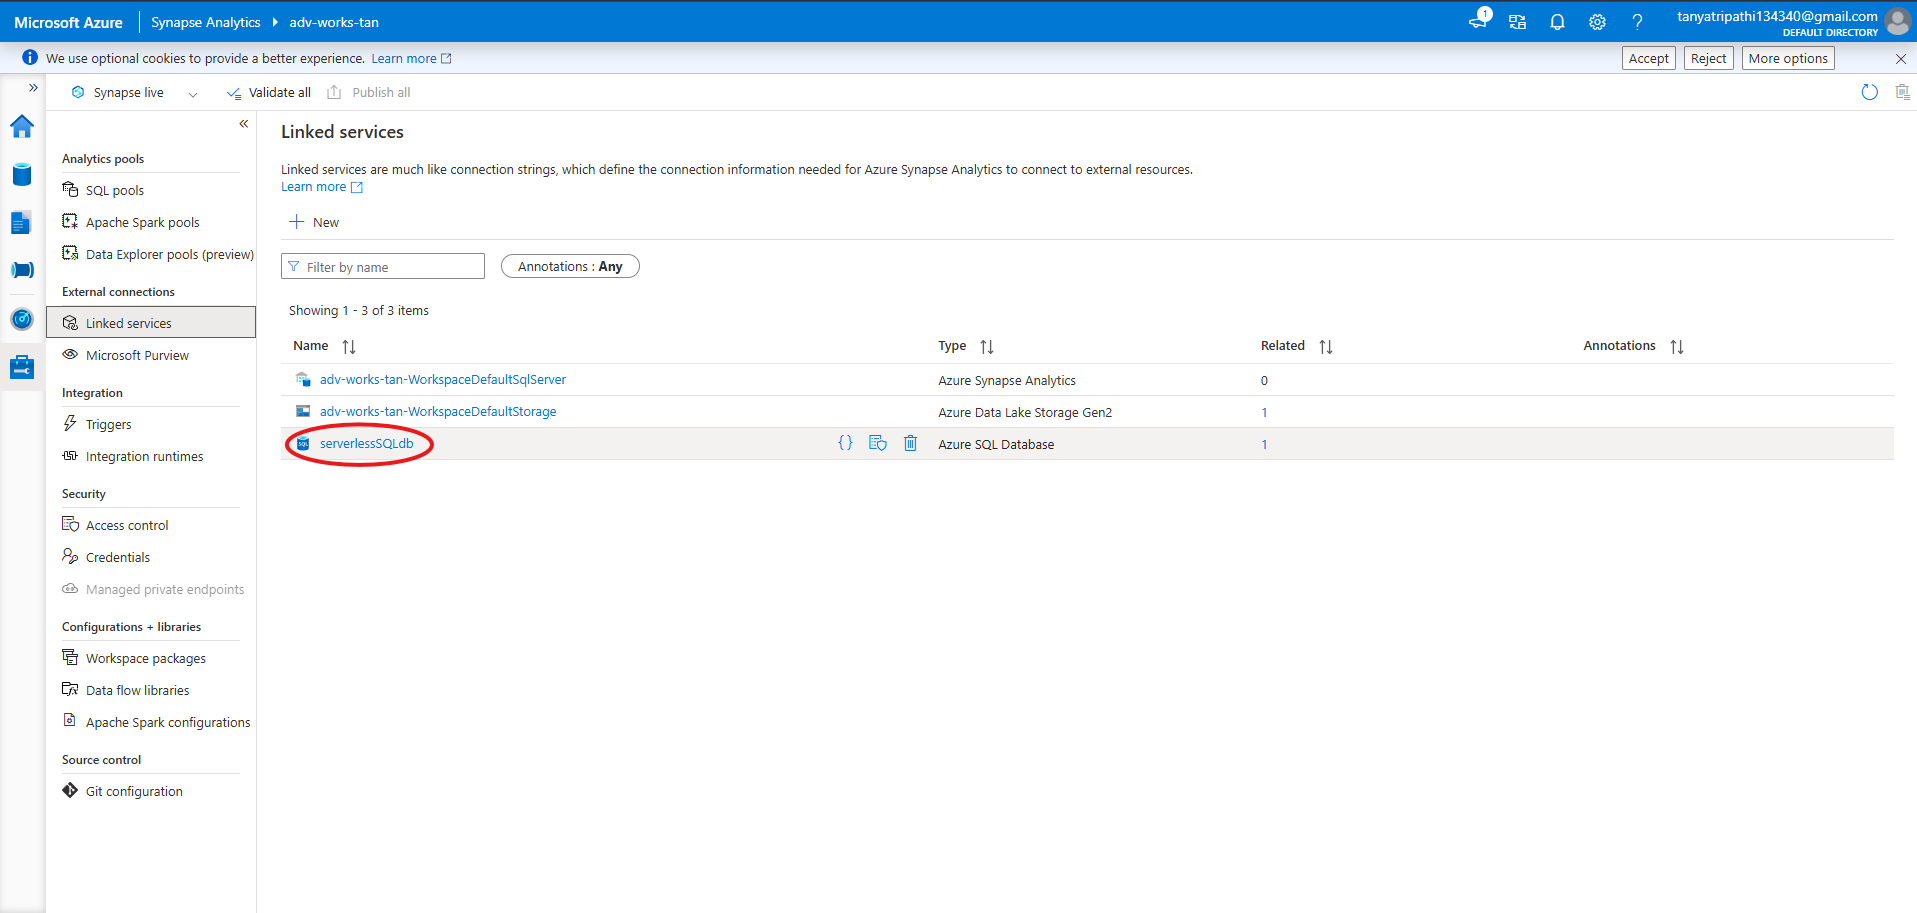 Microsoft Azure | Synapse Analytics ▸ adv-works-tan
1
tanyatripathi134340@gmail.com
DEFAULT DIRECTORY
We use optional cookies to provide a better experience. Learn more
Accept
Reject
More options
Synapse live
Validate all
Publish all
Analytics pools
SQL pools
Apache Spark pools
Data Explorer pools (preview)
External connections
Linked services
Microsoft Purview
Integration
Triggers
Integration runtimes
Security
Access control
Credentials
Managed private endpoints
Configurations + libraries
Workspace packages
Data flow libraries
Apache Spark configurations
Source control
Git configuration
Linked services
Linked services are much like connection strings, which define the connection information needed for Azure Synapse Analytics to connect to external resources.
Learn more
New
Filter by name
Annotations : Any
Showing 1 - 3 of 3 items
Name Type Related Annotations
adv-works-tan-WorkspaceDefaultSqlServer Azure Synapse Analytics 0
adv-works-tan-WorkspaceDefaultStorage Azure Data Lake Storage Gen2 1
SQL serverlessSQLdb {} Azure SQL Database 1